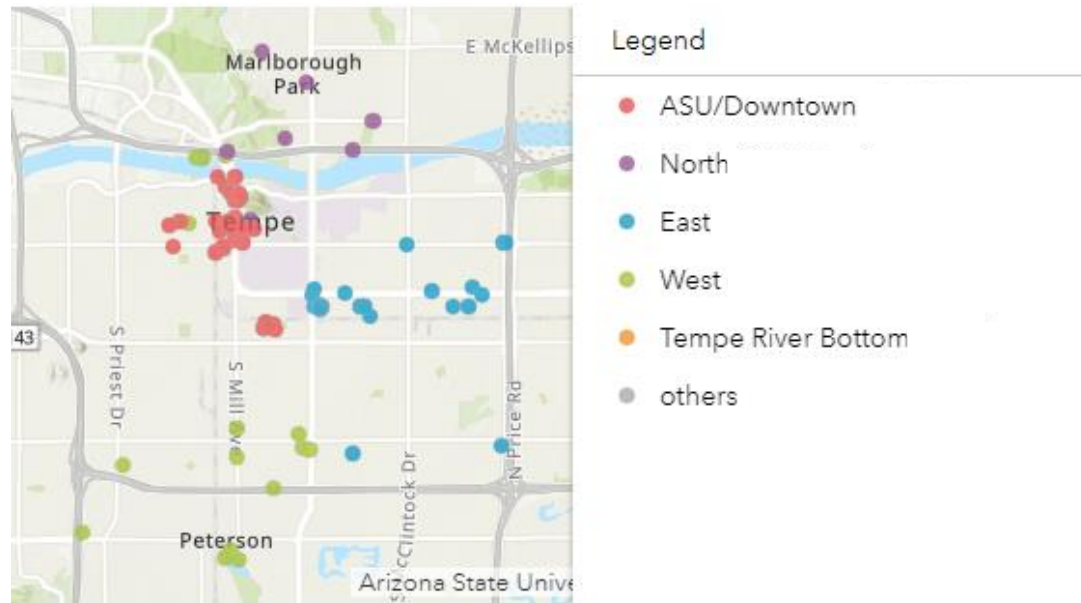 E McKellips
Marlborough
Park
Tempe
43
S Priest Dr
S Mill Ave
N Price Rd
S McClintock Dr
Peterson
Arizona State Unive
Legend
ASU/Downtown
North
East
West
Tempe River Bottom
others